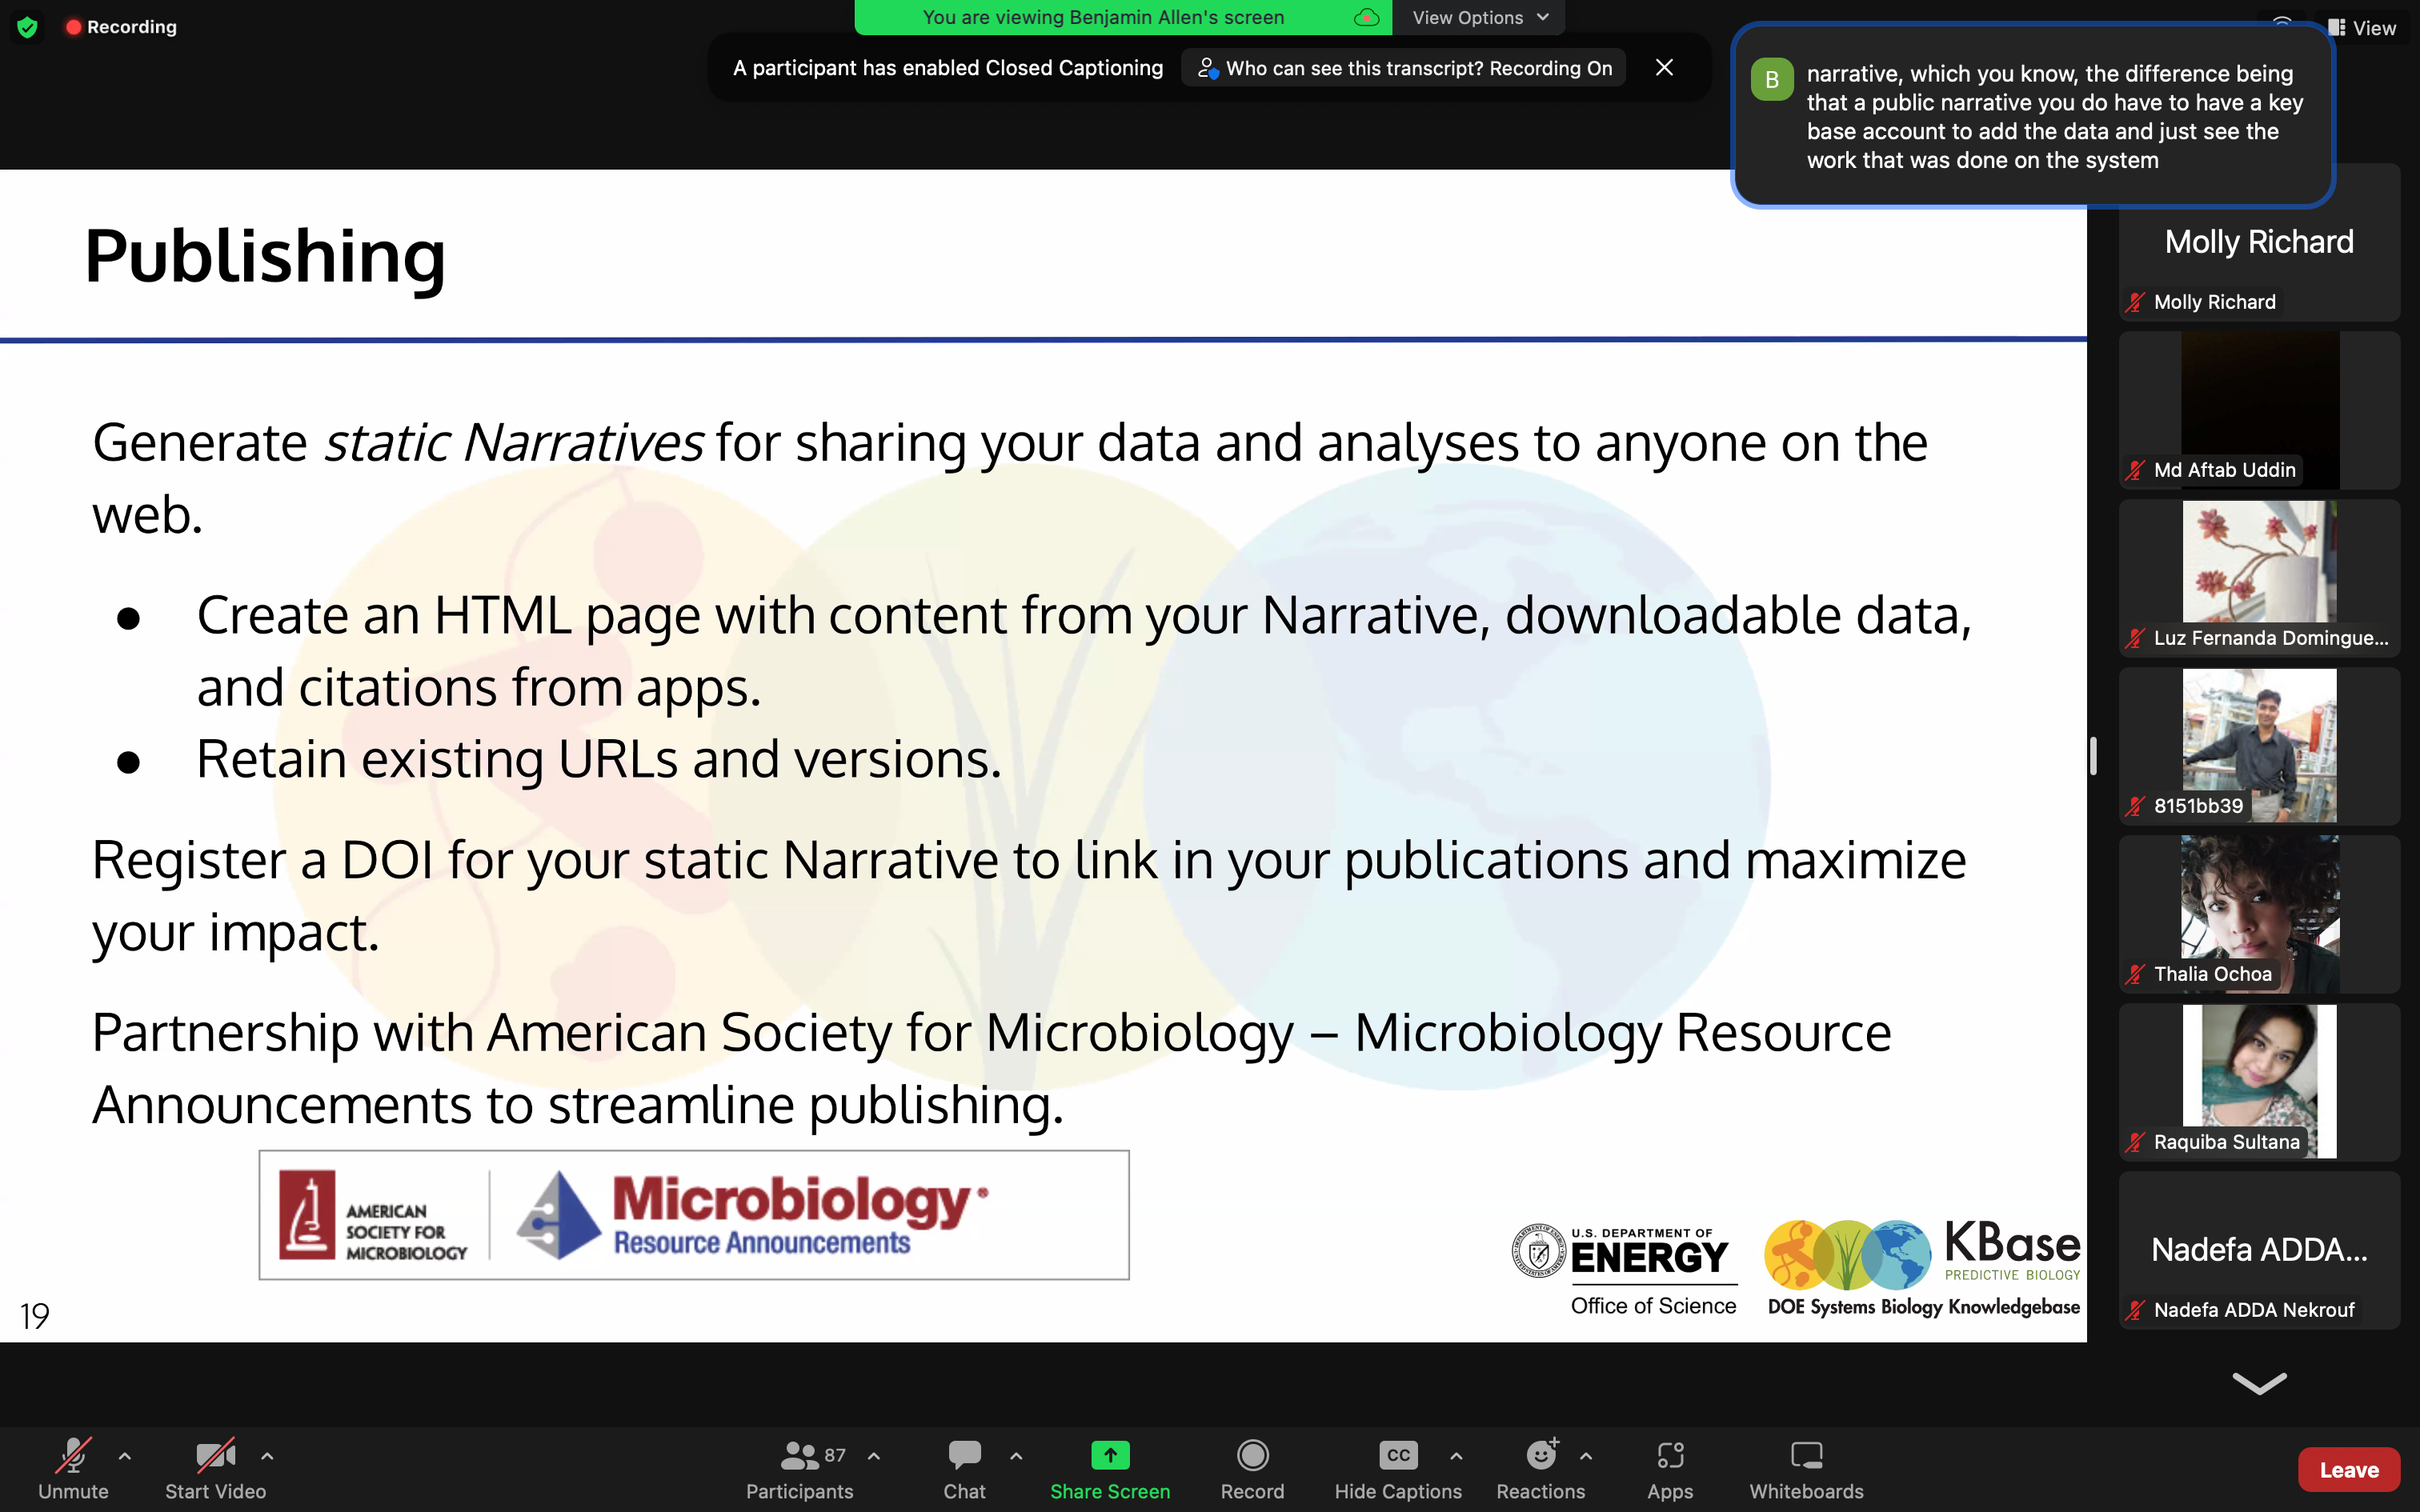 Recording
You are viewing Benjamin Allen's screen
View Options
View
A participant has enabled Closed Captioning
Who can see this transcript? Recording On
B
narrative, which you know, the difference being
that a public narrative you do have to have a key
base account to add the data and just see the
work that was done on the system
Publishing
Generate static Narratives for sharing your data and analyses to anyone on the
web.
● Create an HTML page with content from your Narrative, downloadable data,
and citations from apps.
● Retain existing URLs and versions.
Register a DOI for your static Narrative to link in your publications and maximize
your impact.
Partnership with American Society for Microbiology – Microbiology Resource
Announcements to streamline publishing.
AMERICAN
SOCIETY FOR
MICROBIOLOGY
Microbiology®
Resource Announcements
U.S. DEPARTMENT OF
ENERGY
Office of Science
KBase
PREDICTIVE BIOLOGY
DOE Systems Biology Knowledgebase
19
Molly Richard
Molly Richard
Md Aftab Uddin
Luz Fernanda Domingue...
8151bb39
Thalia Ochoa
Raquiba Sultana
Nadefa ADDA...
Nadefa ADDA Nekrouf
Unmute
Start Video
87
Participants
Chat
Share Screen
Record
CC
Hide Captions
Reactions
Apps
Whiteboards
Leave